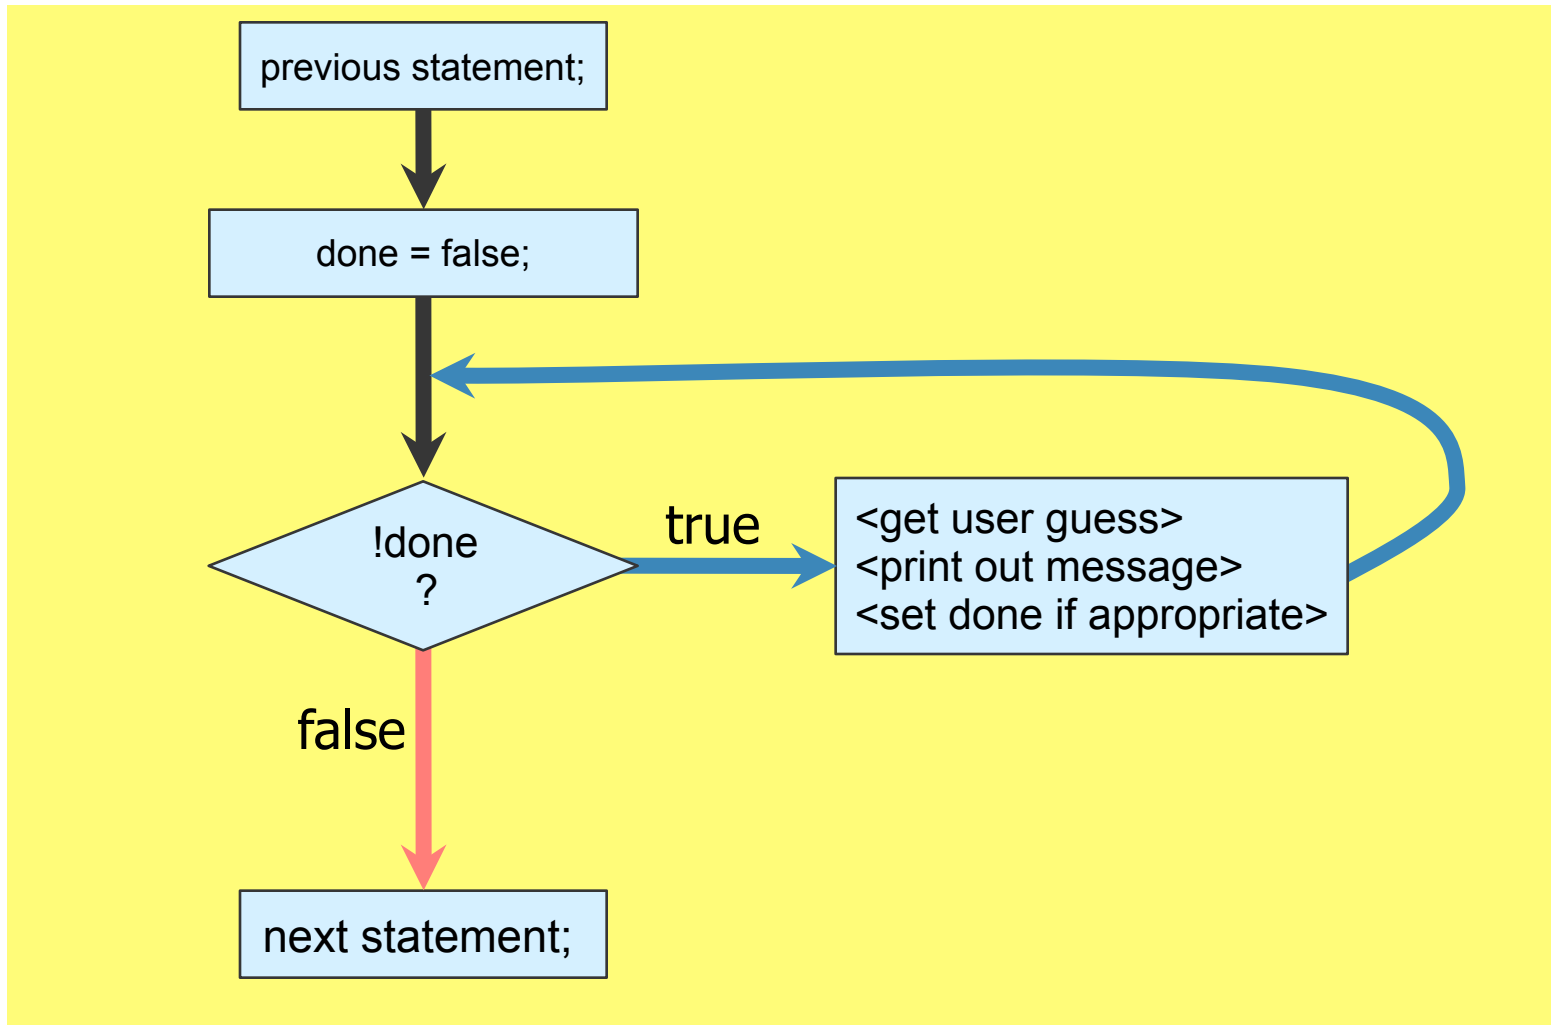 previous statement;
done = false;
!done
?
true
<get user guess>
<print out message>
<set done if appropriate>
false
next statement;